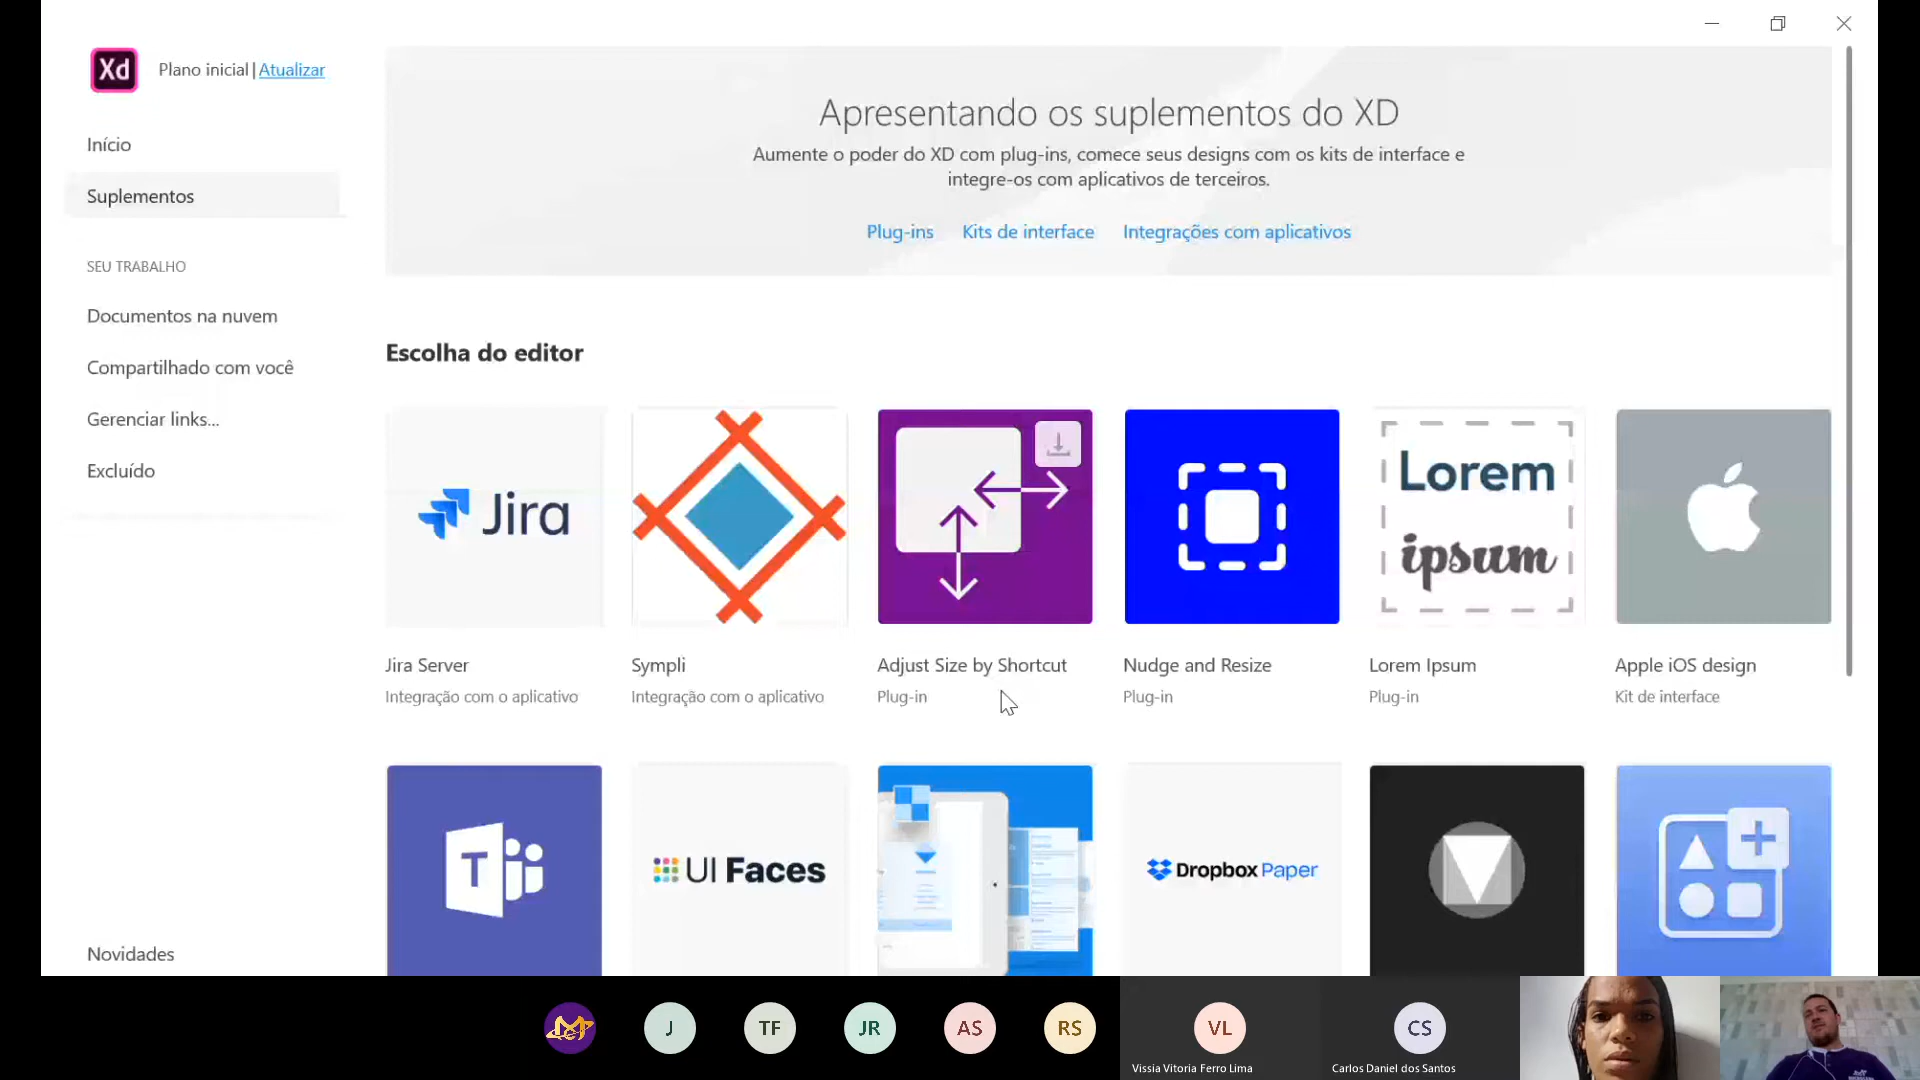 Xd Plano inicial | Atualizar
Início
Suplementos
SEU TRABALHO
Documentos na nuvem
Compartilhado com você
Gerenciar links...
Excluído
Novidades
Apresentando os suplementos do XD
Aumente o poder do XD com plug-ins, comece seus designs com os kits de interface e
integre-os com aplicativos de terceiros.
Plug-ins Kits de interface Integrações com aplicativos
Escolha do editor
Jira
Lorem
ipsum
Jira Server Sympli Adjust Size by Shortcut Nudge and Resize Lorem Ipsum Apple iOS design
Integração com o aplicativo Integração com o aplicativo Plug-in Plug-in Plug-in Kit de interface
T UI Faces Dropbox Paper
J TF JR AS RS VL CS
Vissia Vitoria Ferro Lima Carlos Daniel dos Santos